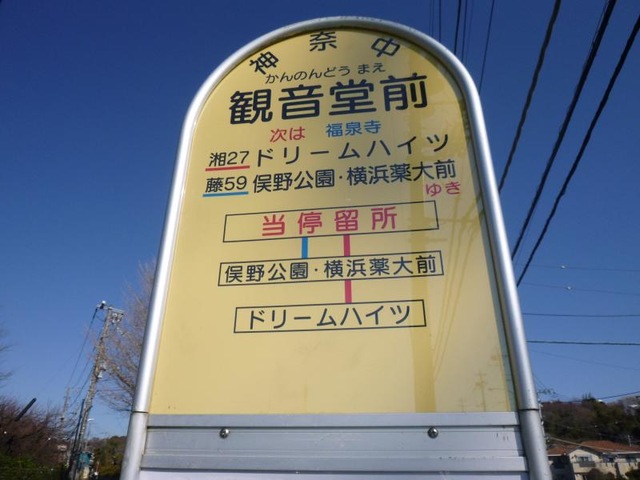 神奈中
かんのんどう まえ
観音堂前
次は 福泉寺
湘27 ドリームハイツ
藤59 俣野公園・横浜薬大前
ゆき
当停留所
俣野公園・横浜薬大前
ドリームハイツ